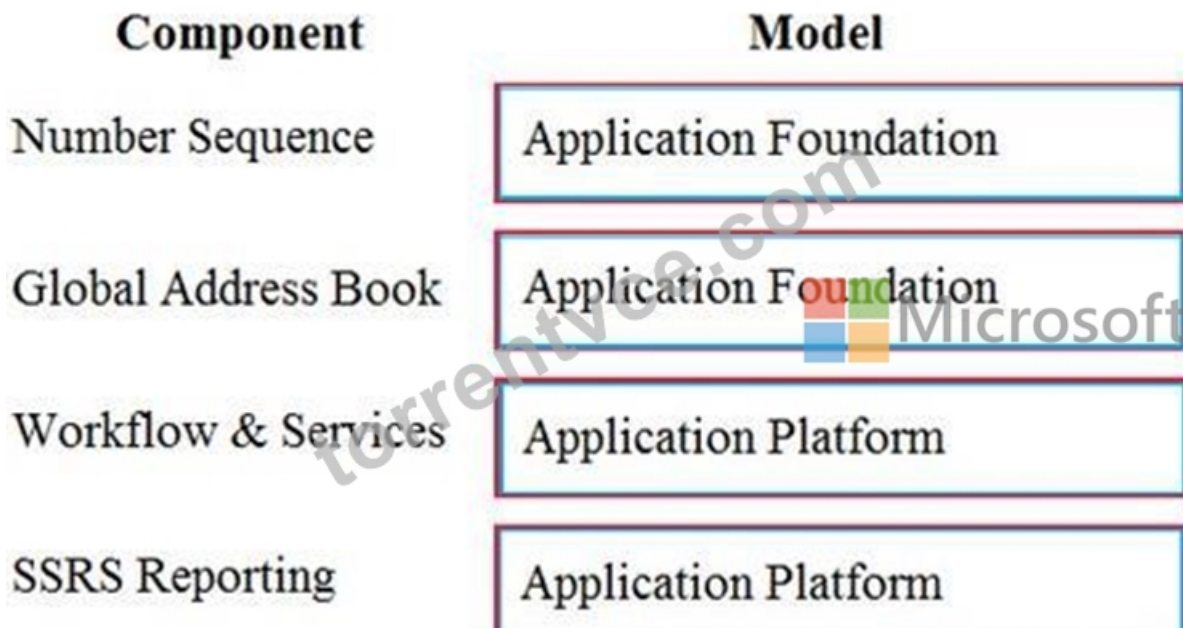 Component Model
Number Sequence Application Foundation
Global Address Book Application Foundation
Microsoft
Workflow & Services Application Platform
SSRS Reporting Application Platform
torrentvce.com